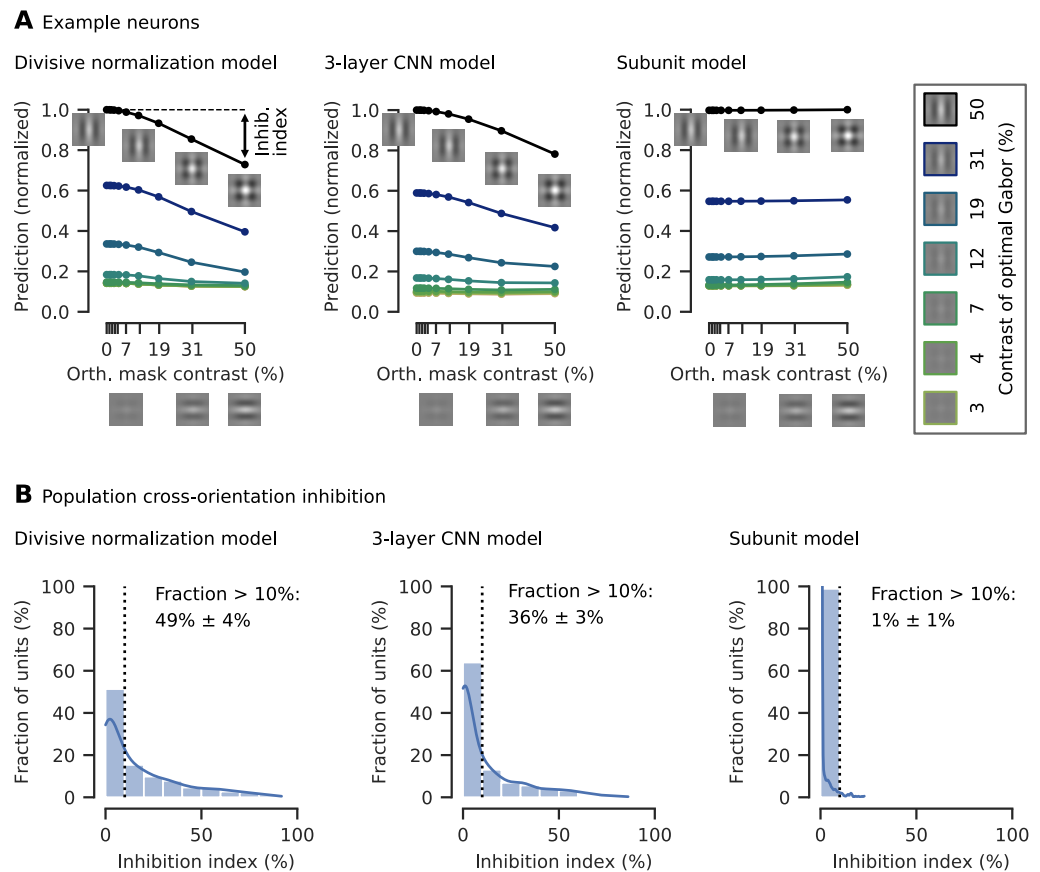 A Example neurons
Divisive normalization model
3-layer CNN model
Subunit model
Prediction (normalized)
1.0
0.8
0.6
0.4
0.2
0.0
Inhib.
index
0 7 19 31 50
Orth. mask contrast (%)
Prediction (normalized)
1.0
0.8
0.6
0.4
0.2
0.0
0 7 19 31 50
Orth. mask contrast (%)
Prediction (normalized)
1.0
0.8
0.6
0.4
0.2
0.0
0 7 19 31 50
Orth. mask contrast (%)
50
31
19
12
7
4
3
Contrast of optimal Gabor (%)
B Population cross-orientation inhibition
Divisive normalization model
3-layer CNN model
Subunit model
Fraction of units (%)
100
80
60
40
20
0
Fraction > 10%:
49% ± 4%
0 50 100
Inhibition index (%)
Fraction of units (%)
100
80
60
40
20
0
Fraction > 10%:
36% ± 3%
0 50 100
Inhibition index (%)
Fraction of units (%)
100
80
60
40
20
0
Fraction > 10%:
1% ± 1%
0 50 100
Inhibition index (%)